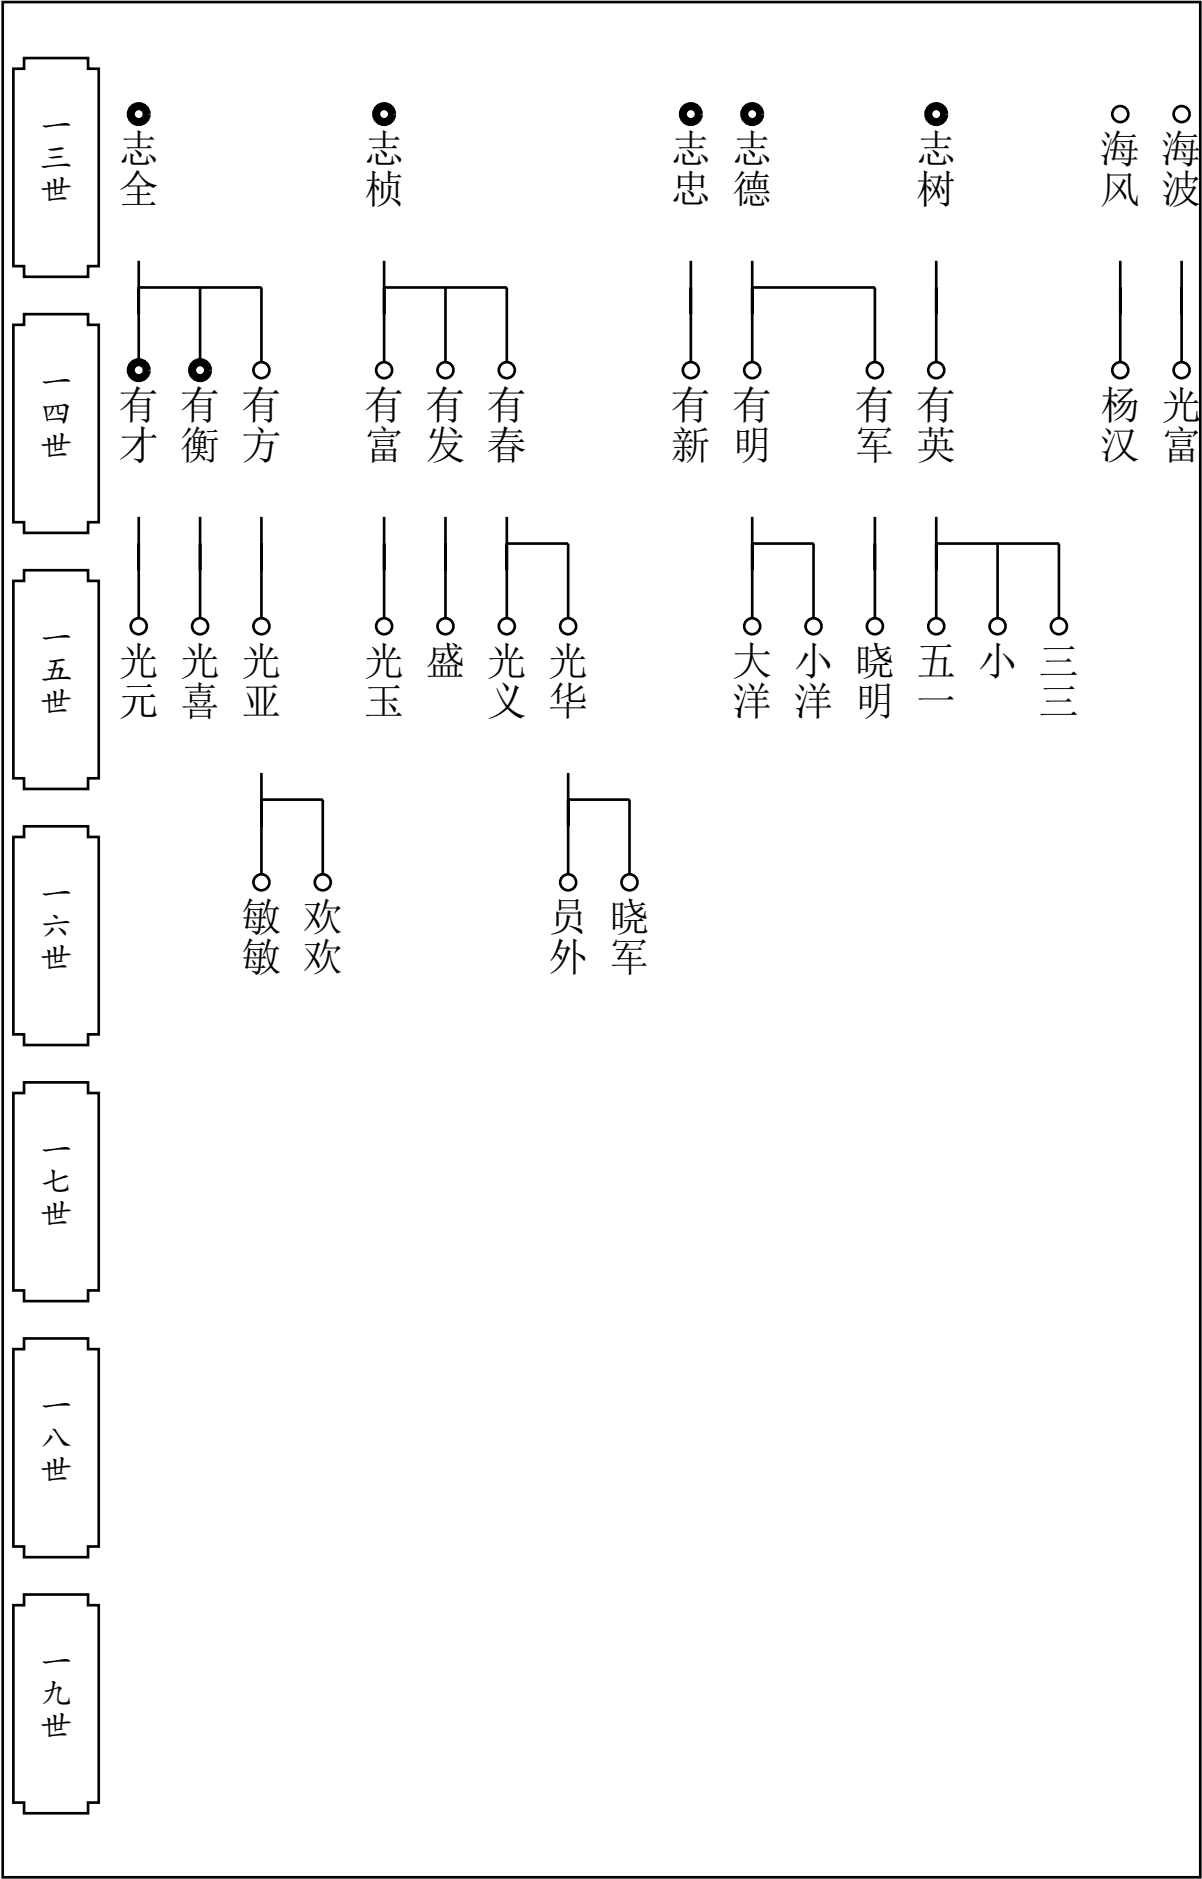 一三世
志全
志桢
志忠
志德
志树
海风
海波
一四世
有才
有衡
有方
有富
有发
有春
有新
有明
有军
有英
杨汉
光富
一五世
光元
光喜
光亚
光玉
盛
光义
光华
大洋
小洋
晓明
五一
小
三三
一六世
敏敏
欢欢
员外
晓军
一七世
一八世
一九世